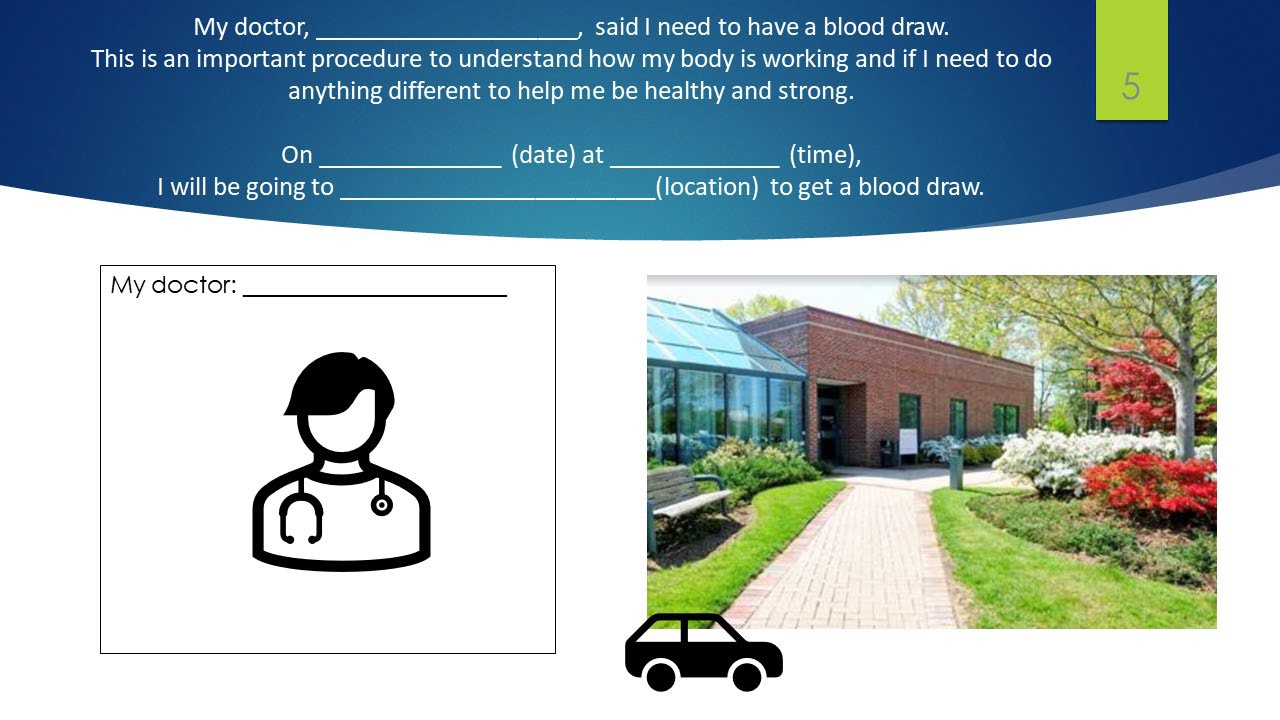 My doctor, ____________________, said I need to have a blood draw.
This is an important procedure to understand how my body is working and if I need to do
anything different to help me be healthy and strong.
5
On ______________ (date) at _____________ (time),
I will be going to ________________________(location) to get a blood draw.
My doctor: ____________________